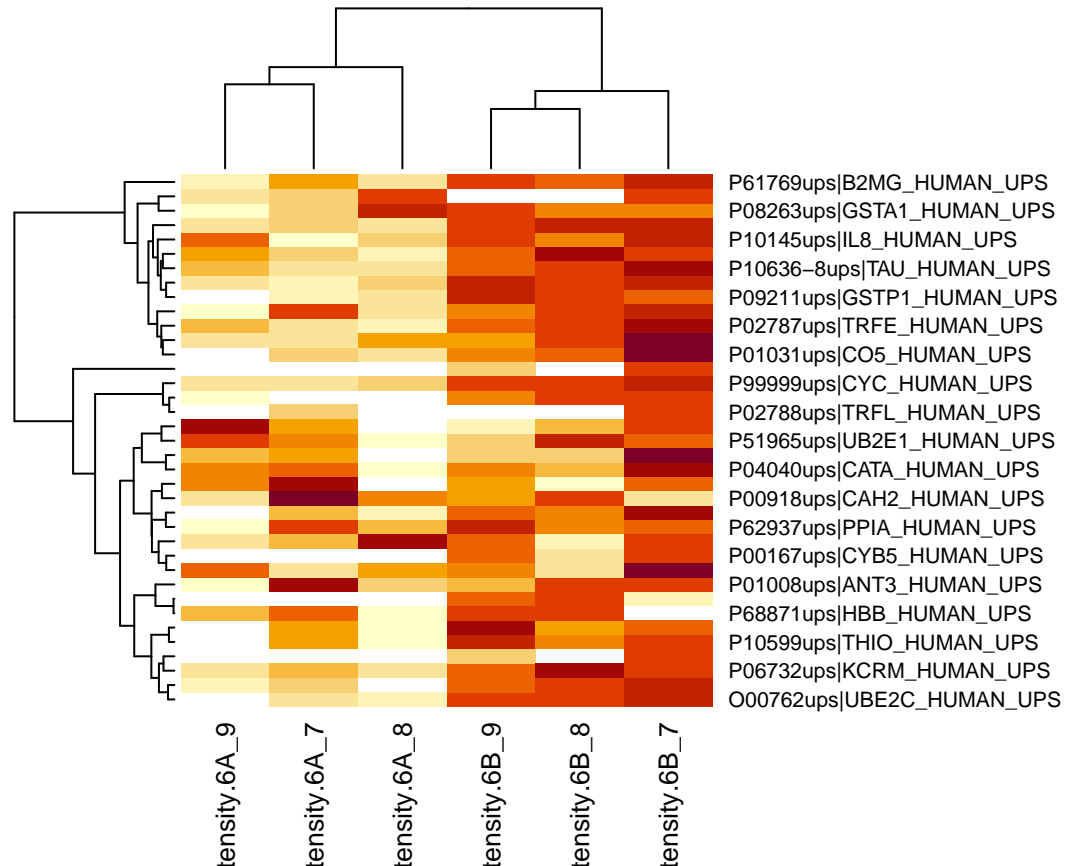 P61769ups|B2MG_HUMAN_UPS
P08263ups|GSTA1_HUMAN_UPS
P10145ups|IL8_HUMAN_UPS
P10636−8ups|TAU_HUMAN_UPS
P09211ups|GSTP1_HUMAN_UPS
P02787ups|TRFE_HUMAN_UPS
P01031ups|CO5_HUMAN_UPS
P99999ups|CYC_HUMAN_UPS
P02788ups|TRFL_HUMAN_UPS
P51965ups|UB2E1_HUMAN_UPS
P04040ups|CATA_HUMAN_UPS
P00918ups|CAH2_HUMAN_UPS
P62937ups|PPIA_HUMAN_UPS
P00167ups|CYB5_HUMAN_UPS
P01008ups|ANT3_HUMAN_UPS
P68871ups|HBB_HUMAN_UPS
P10599ups|THIO_HUMAN_UPS
P06732ups|KCRM_HUMAN_UPS
O00762ups|UBE2C_HUMAN_UPS
tensity.6A_9
tensity.6A_7
tensity.6A_8
tensity.6B_9
tensity.6B_8
tensity.6B_7